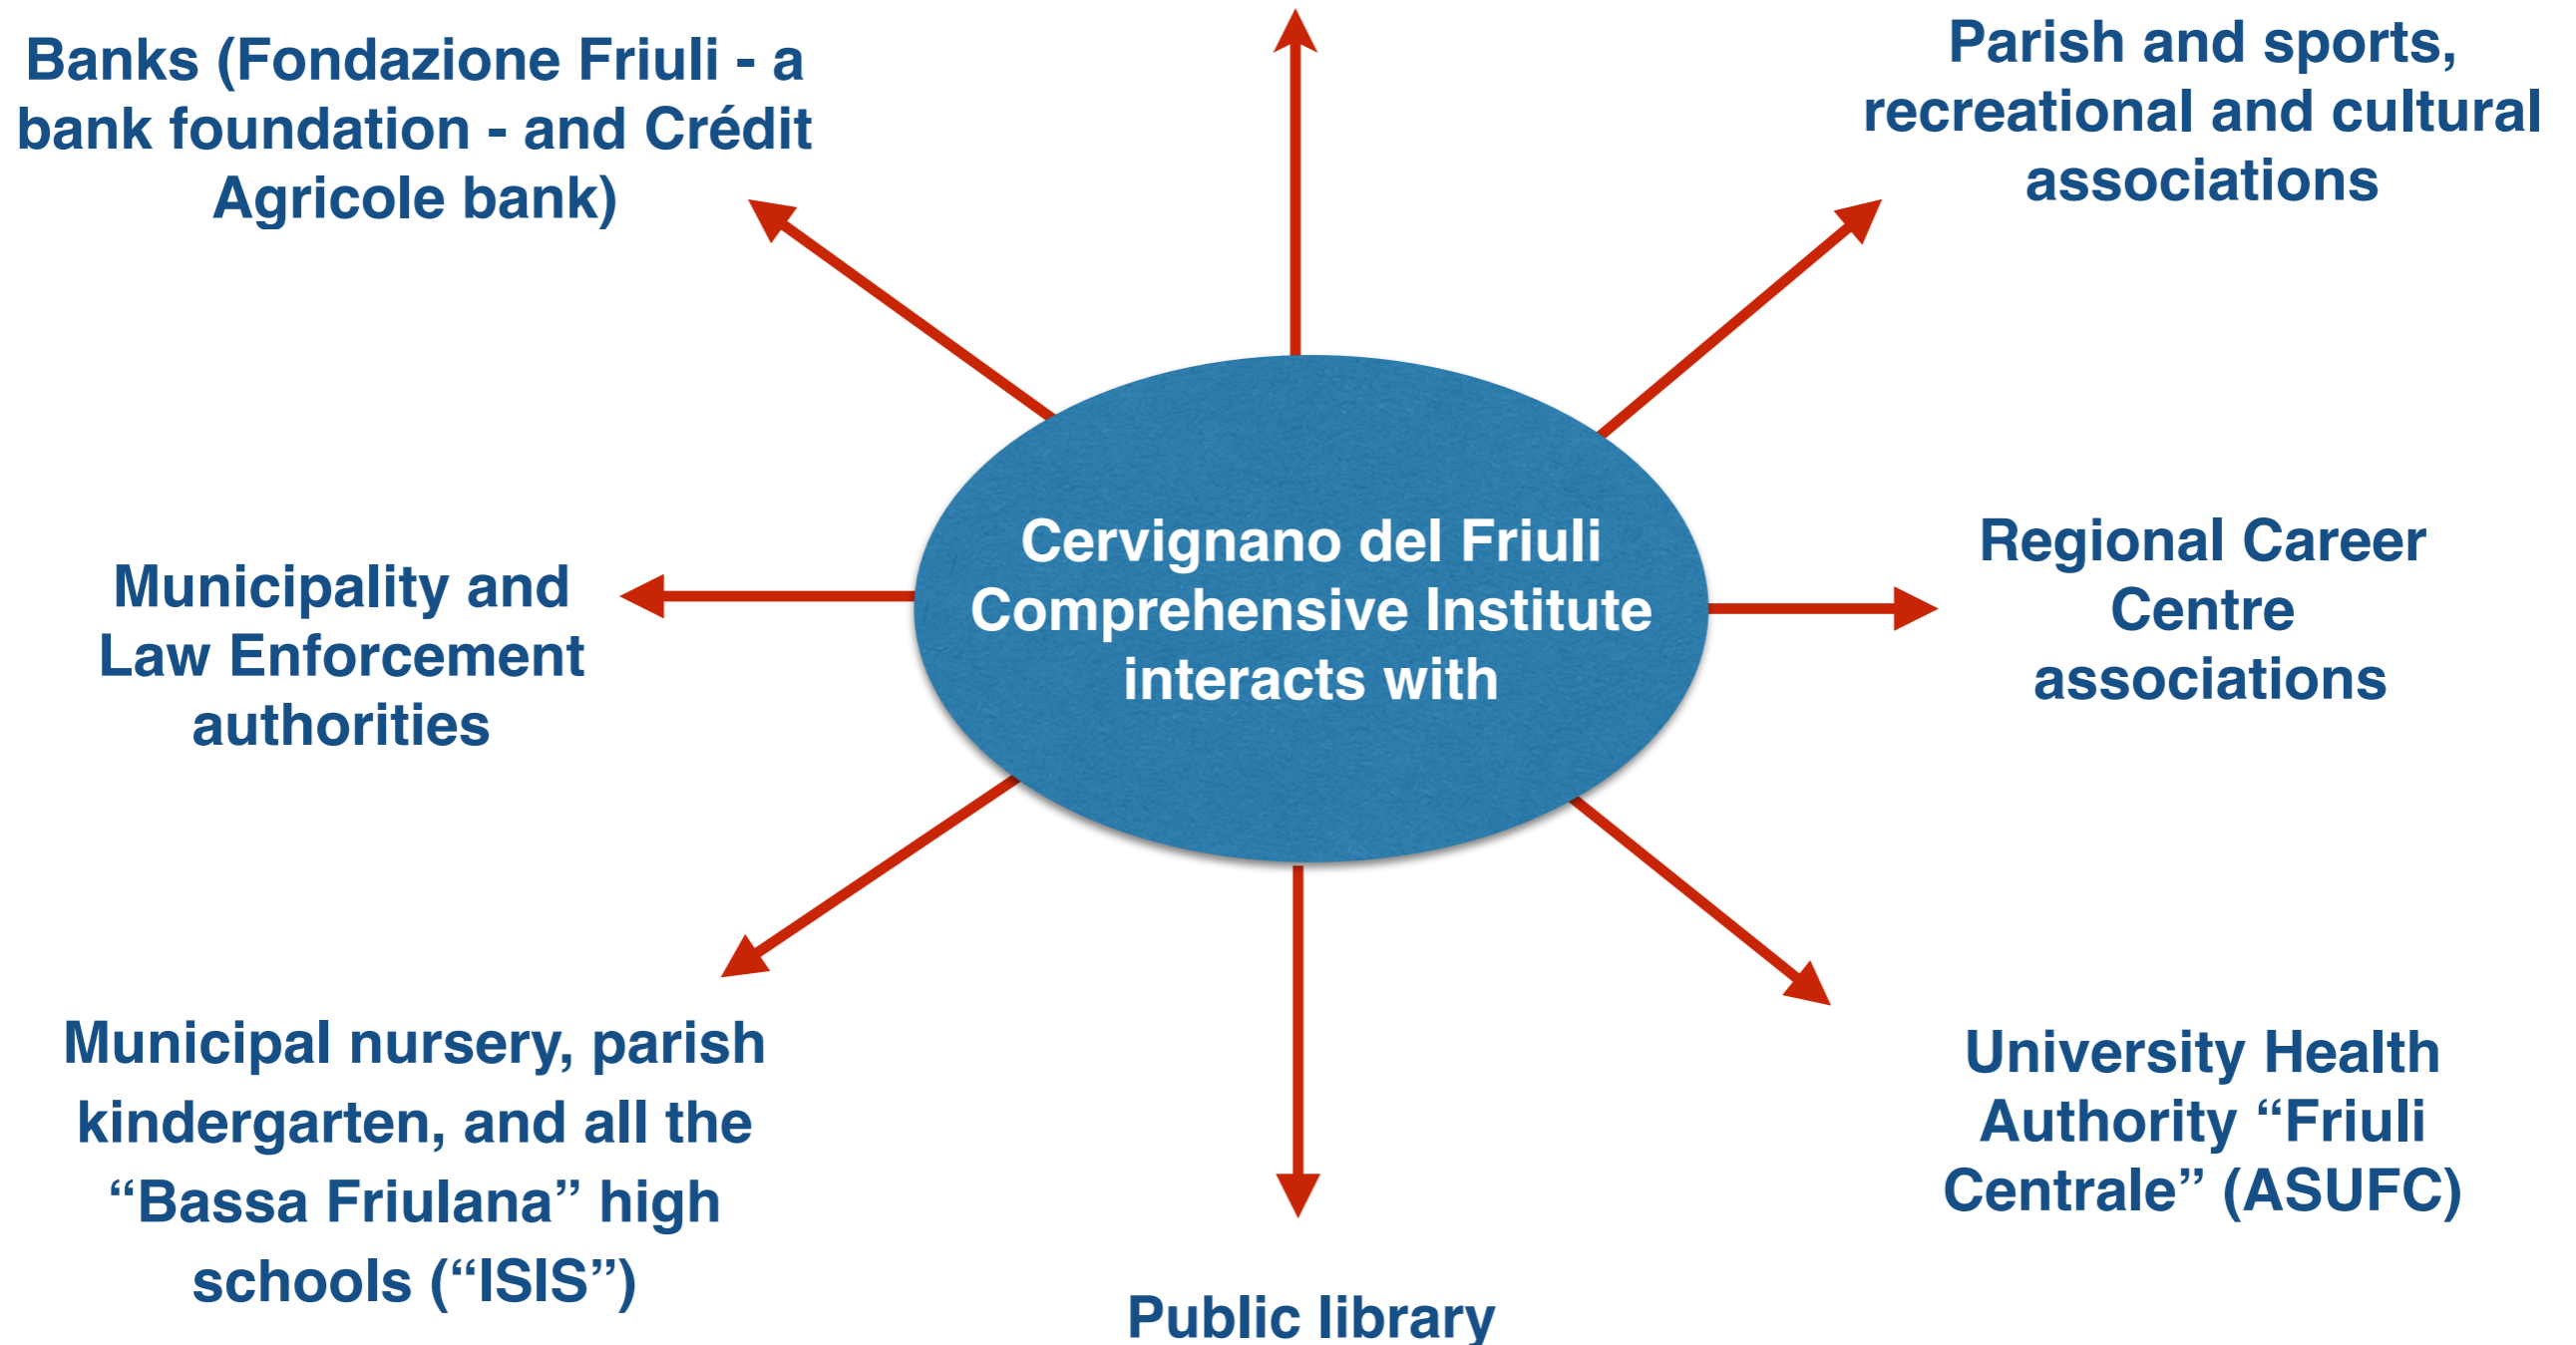 Banks (Fondazione Friuli - a
bank foundation - and Crédit
Agricole bank)
Parish and sports,
recreational and cultural
associations
Cervignano del Friuli
Comprehensive Institute
interacts with
Municipality and
Law Enforcement
authorities
Regional Career
Centre
associations
Municipal nursery, parish
kindergarten, and all the
“Bassa Friulana” high
schools (“ISIS”)
Public library
University Health
Authority “Friuli
Centrale” (ASUFC)